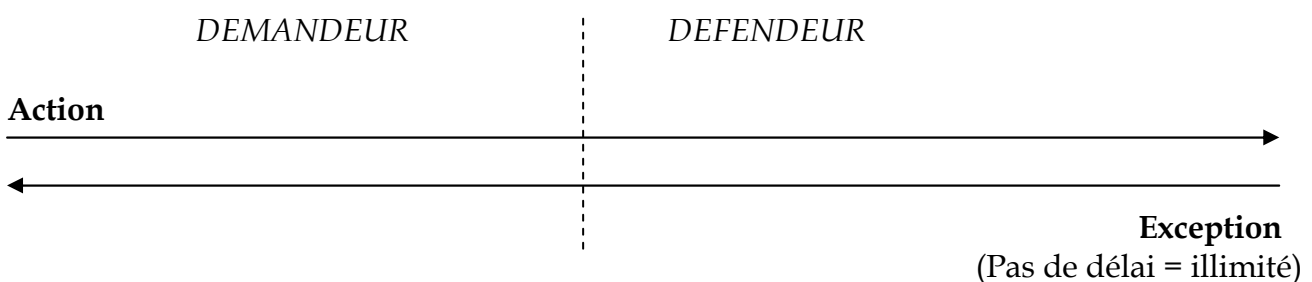 DEMANDEUR DEFENDEUR
Action
Exception
(Pas de délai = illimité)